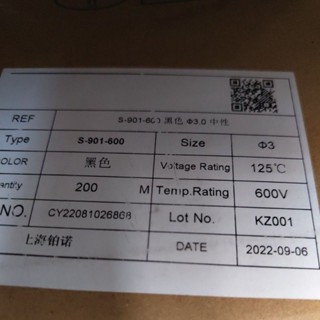 REF S-901-600 黑色 Φ3.0 中性
Type S-901-600 Size Φ3
COLOR 黑色 Voltage Rating 125℃
antity 200 M Temp.Rating 600V
NO. CY22081026868 Lot No. KZ001
上海铂诺 DATE 2022-09-06